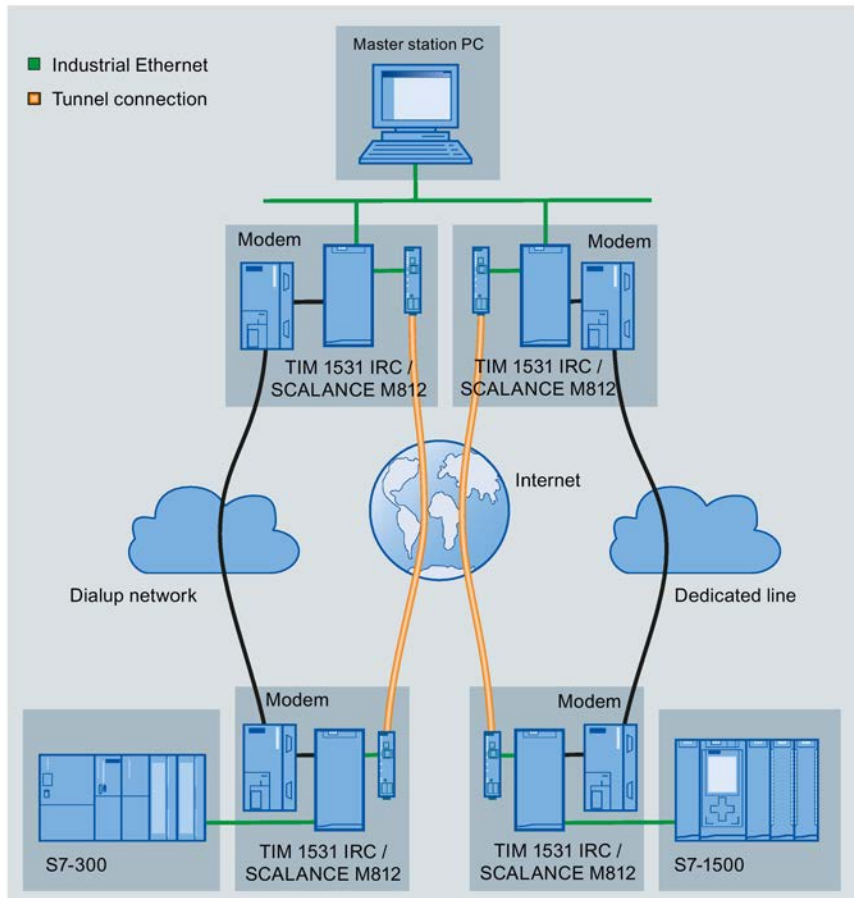 Master station PC
Industrial Ethernet
Tunnel connection
Modem
Modem
TIM 1531 IRC /
SCALANCE M812
TIM 1531 IRC /
SCALANCE M812
Internet
Dialup network
Dedicated line
Modem
Modem
S7-300
TIM 1531 IRC /
SCALANCE M812
TIM 1531 IRC /
SCALANCE M812
S7-1500